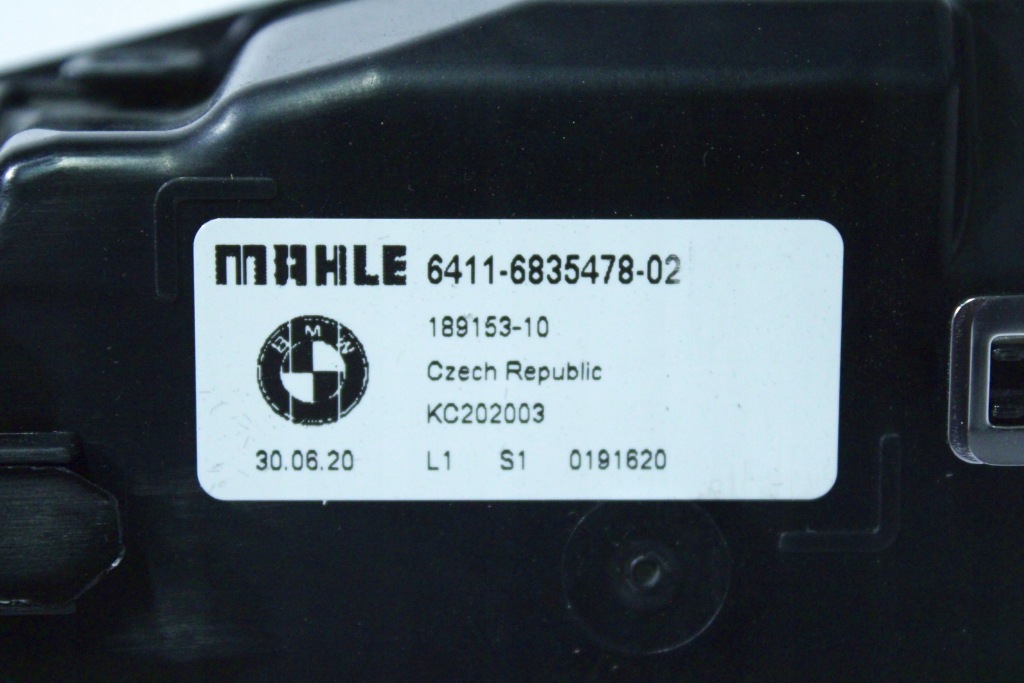 MAHLE 6411-6835478-02
189153-10
BMW
Czech Republic
KC202003
30.06.20 L1 S1 0191620